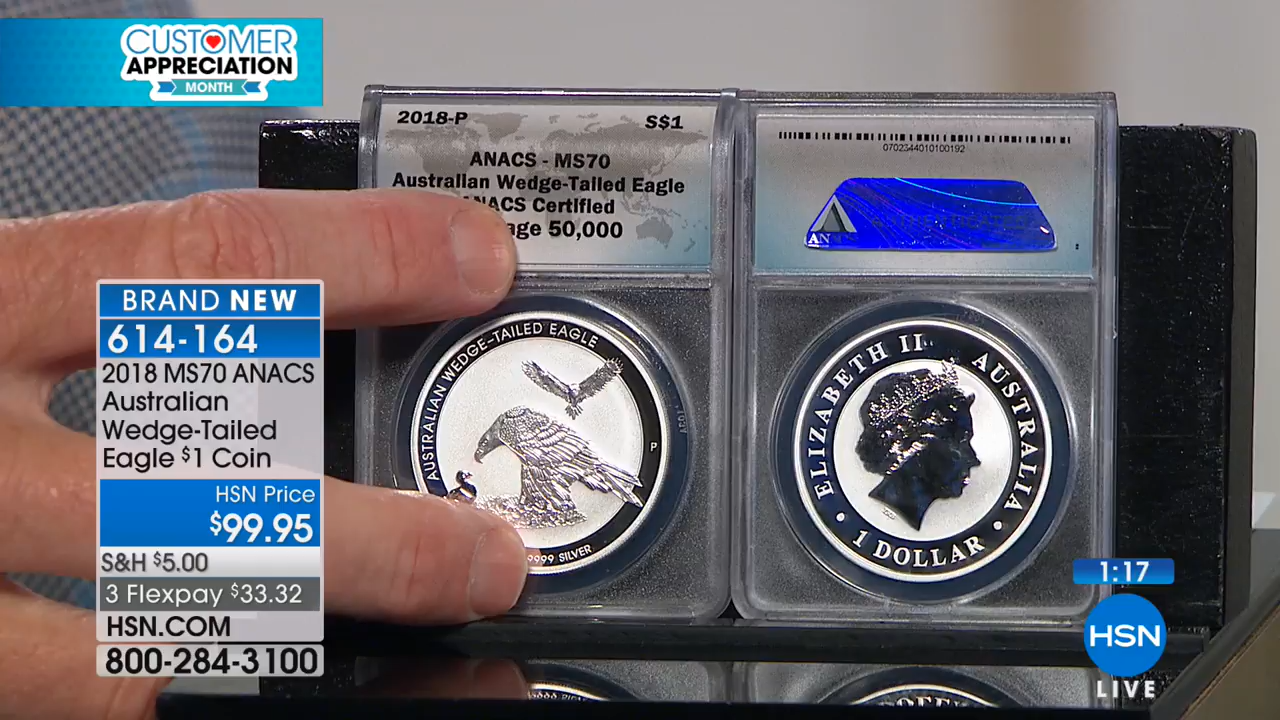 CUSTOMER
APPRECIATION
MONTH
2018-P S$1
ANACS - MS70
Australian Wedge-Tailed Eagle
ANACS Certified
50,000
0702344010100192
BRAND NEW
614-164
2018 MS70 ANACS
Australian
Wedge-Tailed
Eagle $1 Coin
HSN Price
$99.95
S&H $5.00
3 Flexpay $33.32
HSN.COM
800-284-3100
AUSTRALIAN WEDGE-TAILED EAGLE
P
9999 SILVER
ELIZABETH II AUSTRALIA
• 1 DOLLAR •
1:17
HSN
LIVE